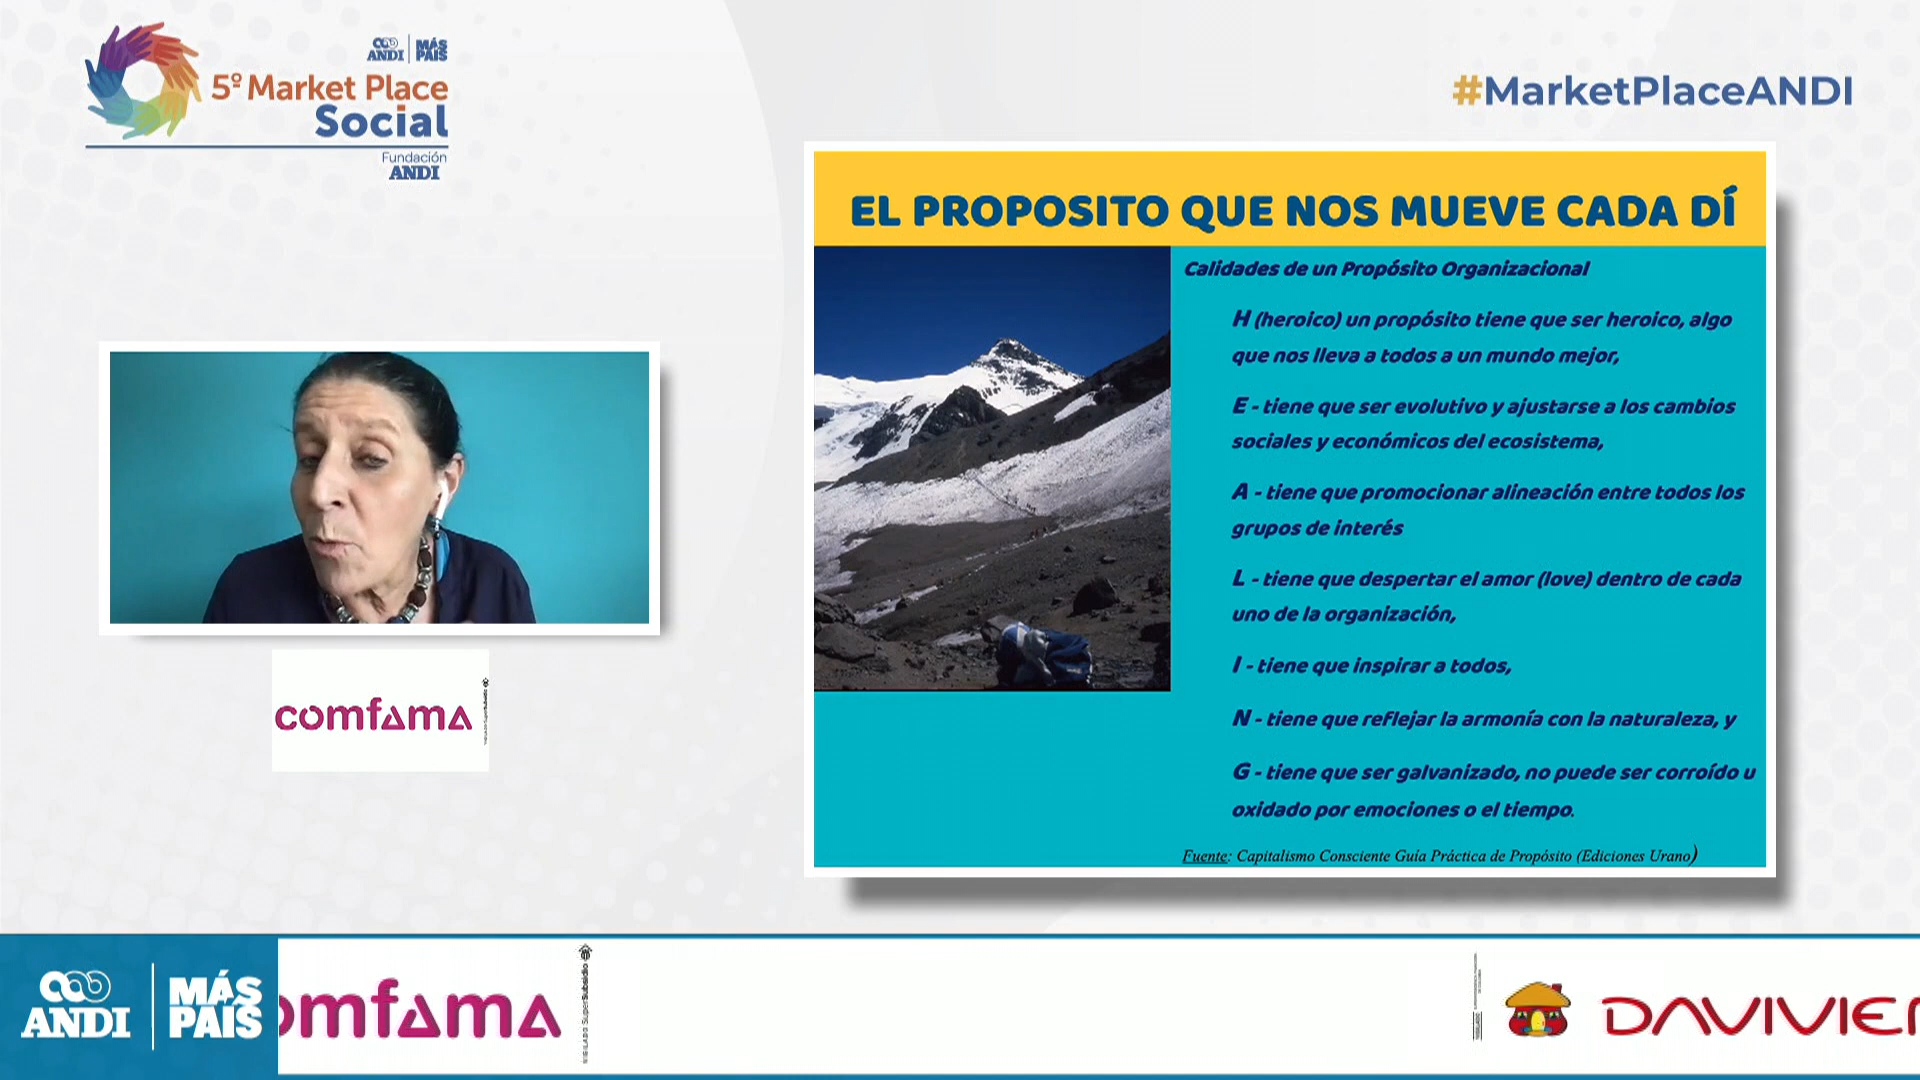 ANDI MÁS PAÍS
5º Market Place
Social
Fundación
ANDI
#MarketPlaceANDI
EL PROPOSITO QUE NOS MUEVE CADA DÍ
Calidades de un Propósito Organizacional
H (heroico) un propósito tiene que ser heroico, algo
que nos lleva a todos a un mundo mejor,
E - tiene que ser evolutivo y ajustarse a los cambios
sociales y económicos del ecosistema,
A - tiene que promocionar alineación entre todos los
grupos de interés
L - tiene que despertar el amor (love) dentro de cada
uno de la organización,
I - tiene que inspirar a todos,
N - tiene que reflejar la armonía con la naturaleza, y
G - tiene que ser galvanizado, no puede ser corroído u
oxidado por emociones o el tiempo.
Fuente: Capitalismo Consciente Guía Práctica de Propósito (Ediciones Urano)
comfama
ANDI MÁS PAÍS
omfama
VIGILADO SuperSubsidio
DAVIVIEN